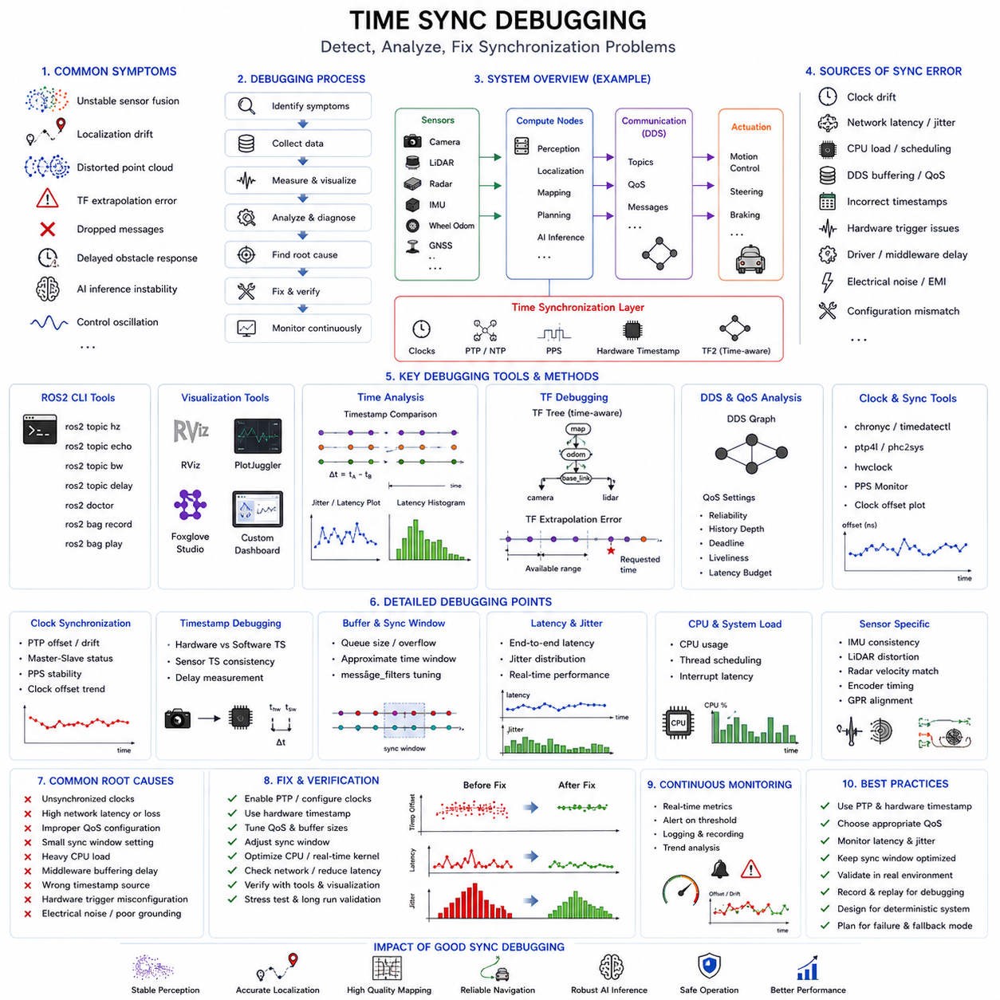 TIME SYNC DEBUGGING
Detect, Analyze, Fix Synchronization Problems
1. COMMON SYMPTOMS
Unstable sensor fusion
Localization drift
Distorted point cloud
TF extrapolation error
Dropped messages
Delayed obstacle response
AI inference instability
Control oscillation
...
2. DEBUGGING PROCESS
Identify symptoms
Collect data
Measure & visualize
Analyze & diagnose
Find root cause
Fix & verify
Monitor continuously
3. SYSTEM OVERVIEW (EXAMPLE)
Sensors
Camera
LiDAR
Radar
IMU
Wheel Odom
GNSS
..
...
Compute Nodes
Perception
Localization
Mapping
Planning
AI Inference
...
Communication
(DDS)
Topics
QoS
Messages
...
Actuation
Motion
Control
Steering
Braking
...
Time Synchronization Layer
Clocks
PTP / NTP
PPS
Hardware Timestamp
TF2 (Time-aware)
4. SOURCES OF SYNC ERROR
Clock drift
Network latency / jitter
CPU load / scheduling
DDS buffering / QoS
Incorrect timestamps
Hardware trigger issues
Driver / middleware delay
Electrical noise / EMI
Configuration mismatch
...
5. KEY DEBUGGING TOOLS & METHODS
ROS2 CLI Tools
ros2 topic hz
ros2 topic echo
ros2 topic bw
ros2 topic delay
ros2 doctor
ros2 bag record
ros2 bag play
Visualization Tools
RViz
RViz
PlotJuggler
Foxglove
Studio
Custom
Dashboard
Time Analysis
Timestamp Comparison
Δt = tA - tB
time
Jitter / Latency Plot
Latency Histogram
TF Debugging
TF Tree (time-aware)
map
odom
base_link
camera
lidar
TF Extrapolation Error
Available range
Requested
time
DDS & QoS Analysis
DDS Qraph
QoS Settings
• Reliability
• History Depth
• Deadline
• Liveliness
• Latency Budget
Clock & Sync Tools
• chronyc / timedatectl
• ptp4l / phc2sys
• hwclock
• PPS Monitor
• Clock offset plot
offset (ns)
time
6. DETAILED DEBUGGING POINTS
Clock Synchronization
• PTP offset / drift
• Master-Slave status
• PPS stability
• Clock offset trend
time
Timestamp Debugging
• Hardware vs Software TS
• Sensor TS consistency
• Delay measurement
thw tsw
Δt
Buffer & Sync Window
• Queue size / overflow
• Approximate time window
• messăge_filters tuning
sync window
Latency & Jitter
• End-to-end latency
• Jitter distribution
• Real-time performance
latency
time
Jitter
CPU & System Load
• CPU usage
• Thread scheduling
• Interrupt latency
CPU
CPU %
time
Sensor Specific
• IMU consistency
• LiDAR distortion
• Radar velocity match
• Encoder timing
• GPR alignment
7. COMMON ROOT CAUSES
Unsynchronized clocks
High network latency or loss
Improper QoS configuration
Small sync window setting
Heavy CPU load
Middleware buffering delay
Wrong timestamp source
Hardware trigger misconfiguration
Electrical noise / poor grounding
8. FIX & VERIFICATION
Enable PTP / configure clocks
Use hardware timestamp
Tune QoS & buffer sizes
Adjust sync window
Optimize CPU / real-time kernel
Check network / reduce latency
Verify with tools & visualization
Stress test & long run validation
Before Fix
After Fix
Offset
Latency
Jitter
9. CONTINUOUS MONITORING
• Real-time metrics
• Alert on threshold
• Logging & recording
• Trend analysis
Offset / Drift
time
10. BEST PRACTICES
Use PTP & hardware timestamp
Choose appropriate QoS
Monitor latency & jitter
Keep sync window optimized
Validate in real environment
Record & replay for debugging
Design for deterministic system
Plan for failure & fallback mode
IMPACT OF GOOD SYNC DEBUGGING
Stable Perception
Accurate Localization
High Quality Mapping
Reliable Navigation
Robust AI Inference
Safe Operation
Better Performance